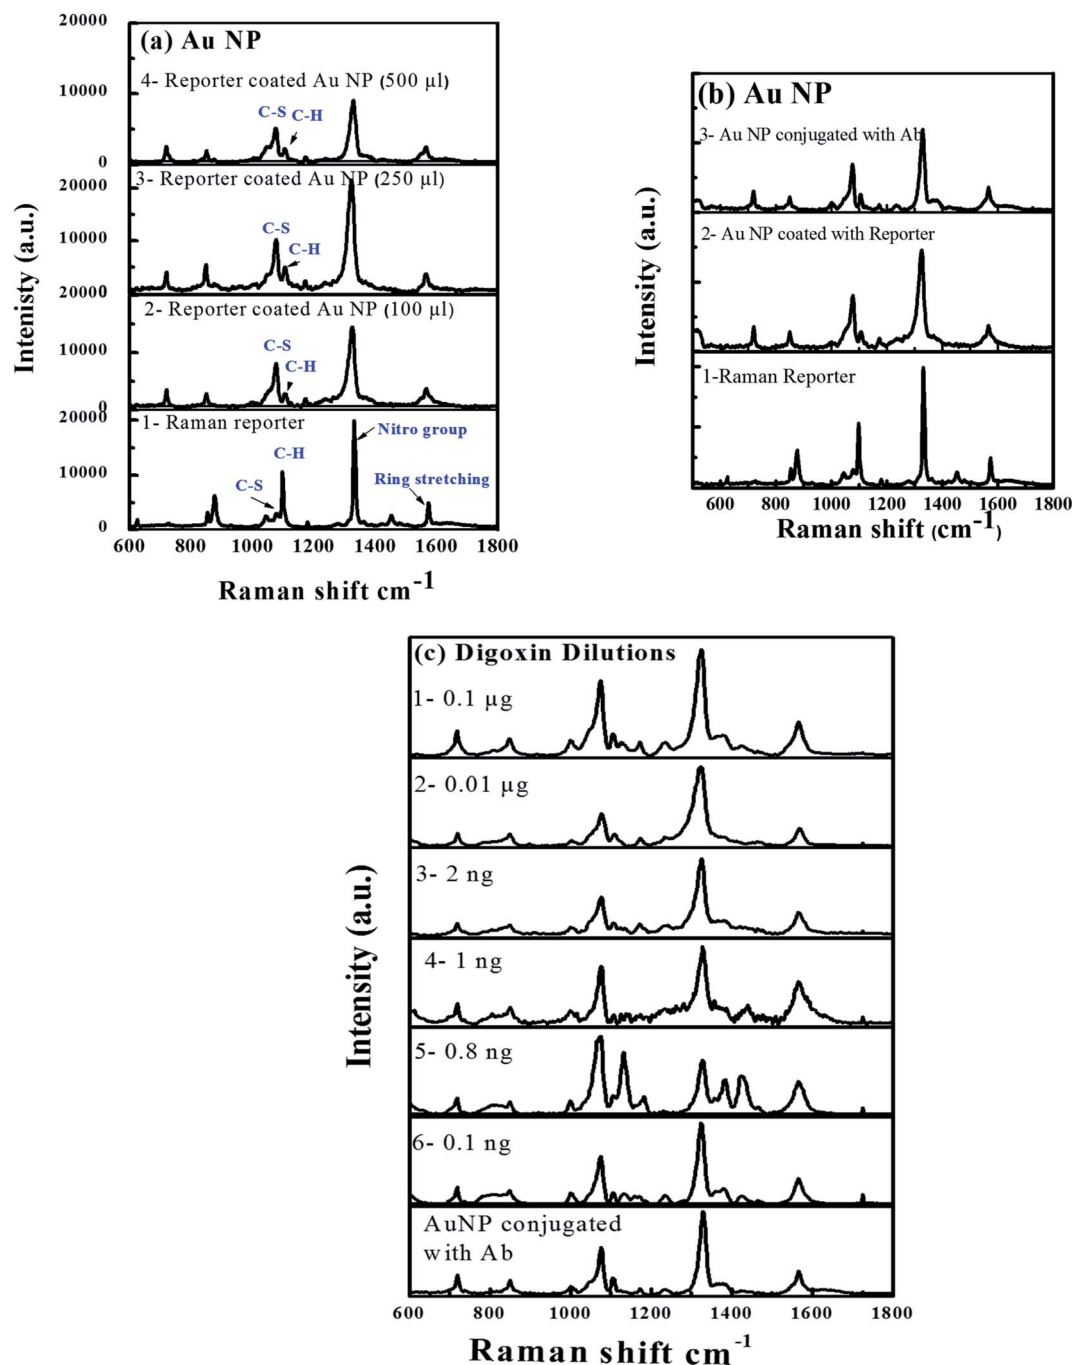 (a) Au NP
20000
4- Reporter coated Au NP (500 µl)
10000
C-S
C-H
0
20000
3- Reporter coated Au NP (250 µl)
C-S
C-H
10000
20000
2- Reporter coated Au NP (100 µl)
C-S
C-H
10000
0
20000
1- Raman reporter
Nitro group
C-H
C-S
Ring stretching
10000
0
600 800 1000 1200 1400 1600 1800
Raman shift cm-1
Intenisty (a.u.)
(b) Au NP
3- Au NP conjugated with Ab
2- Au NP coated with Reporter
1-Raman Reporter
600 800 1000 1200 1400 1600 1800
Raman shift (cm-1)
Intensity (a.u.)
(c) Digoxin Dilutions
1- 0.1 µg
2- 0.01 µg
3- 2 ng
4- 1 ng
5- 0.8 ng
6- 0.1 ng
AuNP conjugated
with Ab
600 800 1000 1200 1400 1600 1800
Raman shift cm-1
Intensity (a.u.)